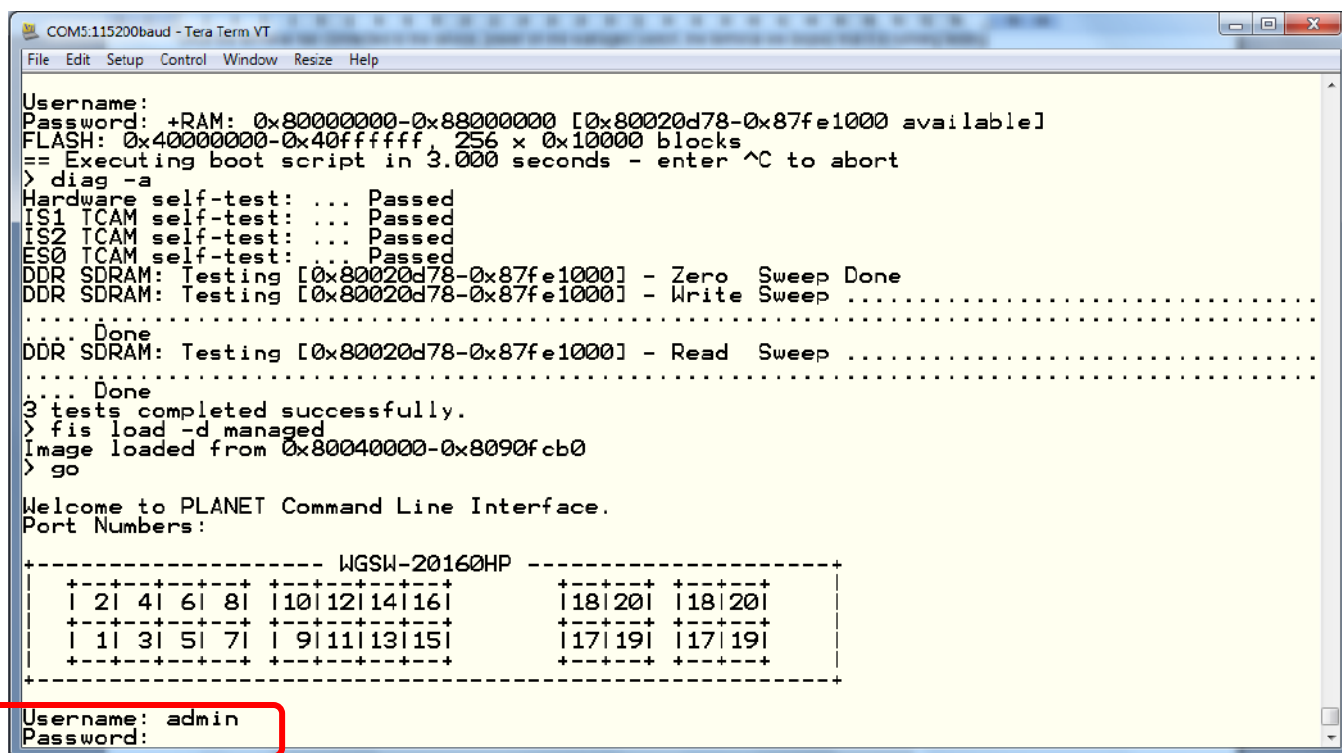 COM5:115200baud - Tera Term VT
File Edit Setup Control Window Resize Help
Username:
Password: +RAM: 0x80000000-0x88000000 [0x80020d78-0x87fe1000 available]
FLASH: 0x40000000-0x40ffffff, 256 x 0x10000 blocks
== Executing boot script in 3.000 seconds - enter ^C to abort
> diag -a
Hardware self-test: ... Passed
IS1 TCAM self-test: ... Passed
IS2 TCAM self-test: ... Passed
ES0 TCAM self-test: ... Passed
DDR SDRAM: Testing [0x80020d78-0x87fe1000] - Zero  Sweep Done
DDR SDRAM: Testing [0x80020d78-0x87fe1000] - Write Sweep .................................
..........................................................................................
.... Done
DDR SDRAM: Testing [0x80020d78-0x87fe1000] - Read  Sweep .................................
..........................................................................................
.... Done
3 tests completed successfully.
> fis load -d managed
Image loaded from 0x80040000-0x8090fcb0
> go
Welcome to PLANET Command Line Interface.
Port Numbers:
+-------------------- WGSW-20160HP ---------------------+
|  +--+--+--+--+ +--+--+--+--+       +--+--+ +--+--+    |
|  | 2| 4| 6| 8| |10|12|14|16|       |18|20| |18|20|    |
|  +--+--+--+--+ +--+--+--+--+       +--+--+ +--+--+    |
|  | 1| 3| 5| 7| | 9|11|13|15|       |17|19| |17|19|    |
|  +--+--+--+--+ +--+--+--+--+       +--+--+ +--+--+    |
+-------------------------------------------------------+
Username: admin
Password: